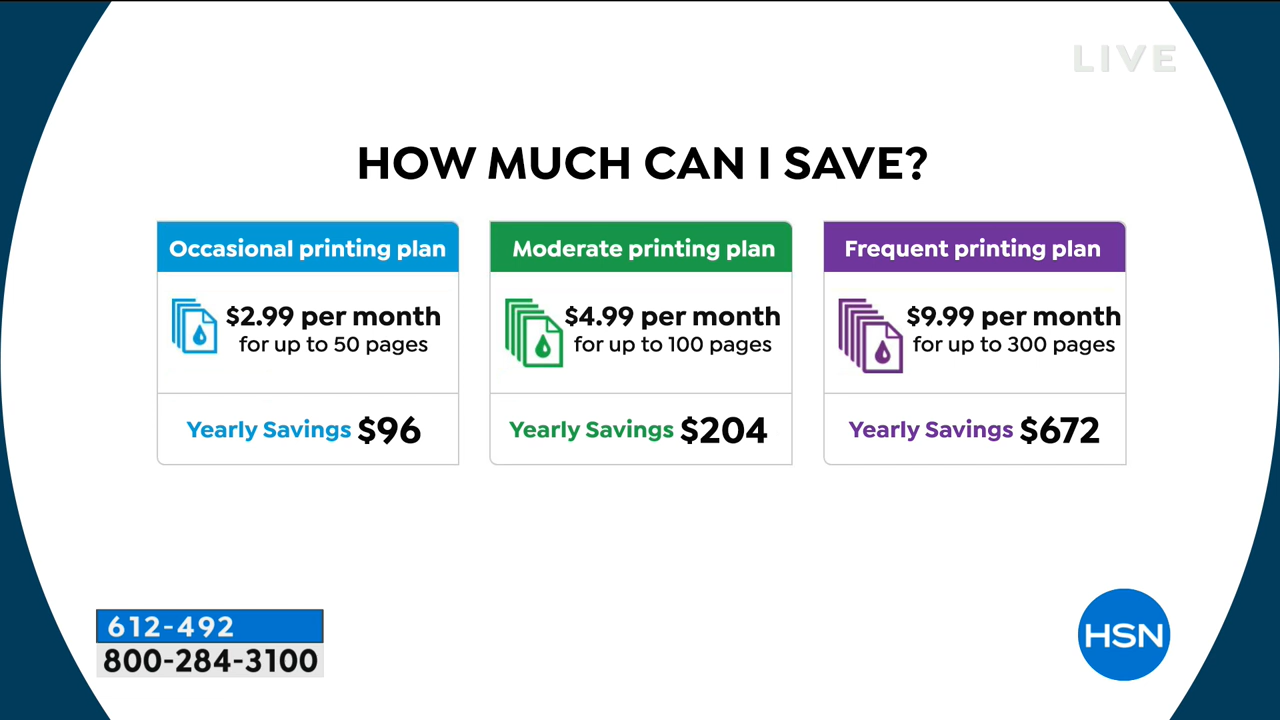 LIVE
HOW MUCH CAN I SAVE?
Occasional printing plan
$2.99 per month
for up to 50 pages
Yearly Savings $96
Moderate printing plan
$4.99 per month
for up to 100 pages
Yearly Savings $204
Frequent printing plan
$9.99 per month
for up to 300 pages
Yearly Savings $672
612-492
800-284-3100
HSN